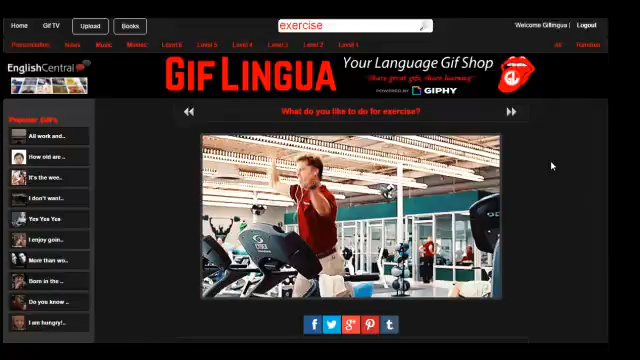 Home Gif TV Upload Books
exercise
Welcome Giflingua | Logout
Personalities News Music Movies Level 6 Level 5 Level 4 Level 3 Level 2 Level 1 All Random
EnglishCentral
GIF LINGUA
Your Language Gif Shop
Share great gifs, share learning
POWERED BY GIPHY
Popular GIFs
What do you like to do for exercise?
All work and..
How old are ..
It's the wee..
I don't want..
Yes Yes Yes
I enjoy goin..
More than wo..
Born in the ..
Do you know ..
I am hungry!..